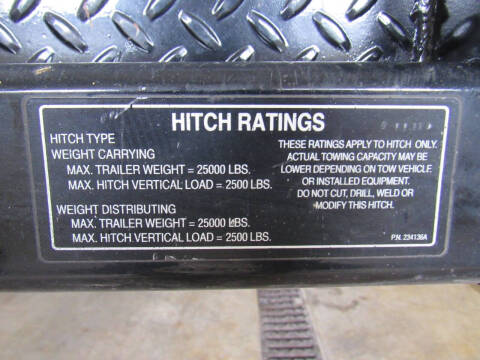 HITCH RATINGS
HITCH TYPE
WEIGHT CARRYING
MAX. TRAILER WEIGHT = 25000 LBS.
MAX. HITCH VERTICAL LOAD = 2500 LBS.
WEIGHT DISTRIBUTING
MAX. TRAILER WEIGHT = 25000 LBS.
MAX. HITCH VERTICAL LOAD = 2500 LBS.
THESE RATINGS APPLY TO HITCH ONLY.
ACTUAL TOWING CAPACITY MAY BE
LOWER DEPENDING ON TOW VEHICLE
OR INSTALLED EQUIPMENT.
DO NOT CUT, DRILL, WELD OR
MODIFY THIS HITCH.
P.N. 234136A